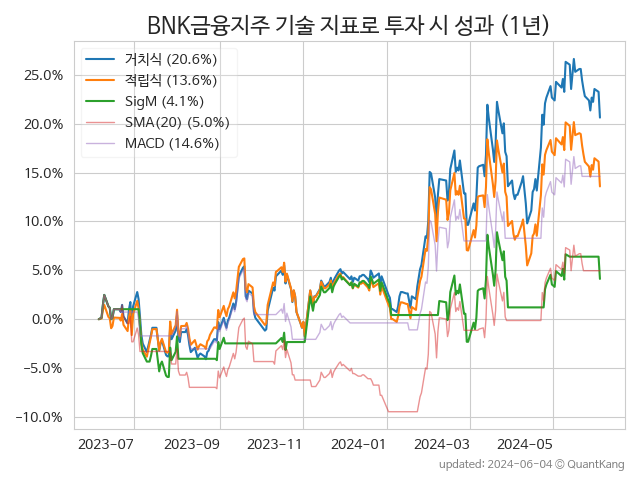 BNK금융지주 기술 지표로 투자 시 성과 (1년)
거치식 (20.6%)
적립식 (13.6%)
SigM (4.1%)
SMA(20) (5.0%)
MACD (14.6%)
25.0%
20.0%
15.0%
10.0%
5.0%
0.0%
−5.0%
−10.0%
2023-07 2023-09 2023-11 2024-01 2024-03 2024-05
updated: 2024-06-04 ⓒ QuantKang